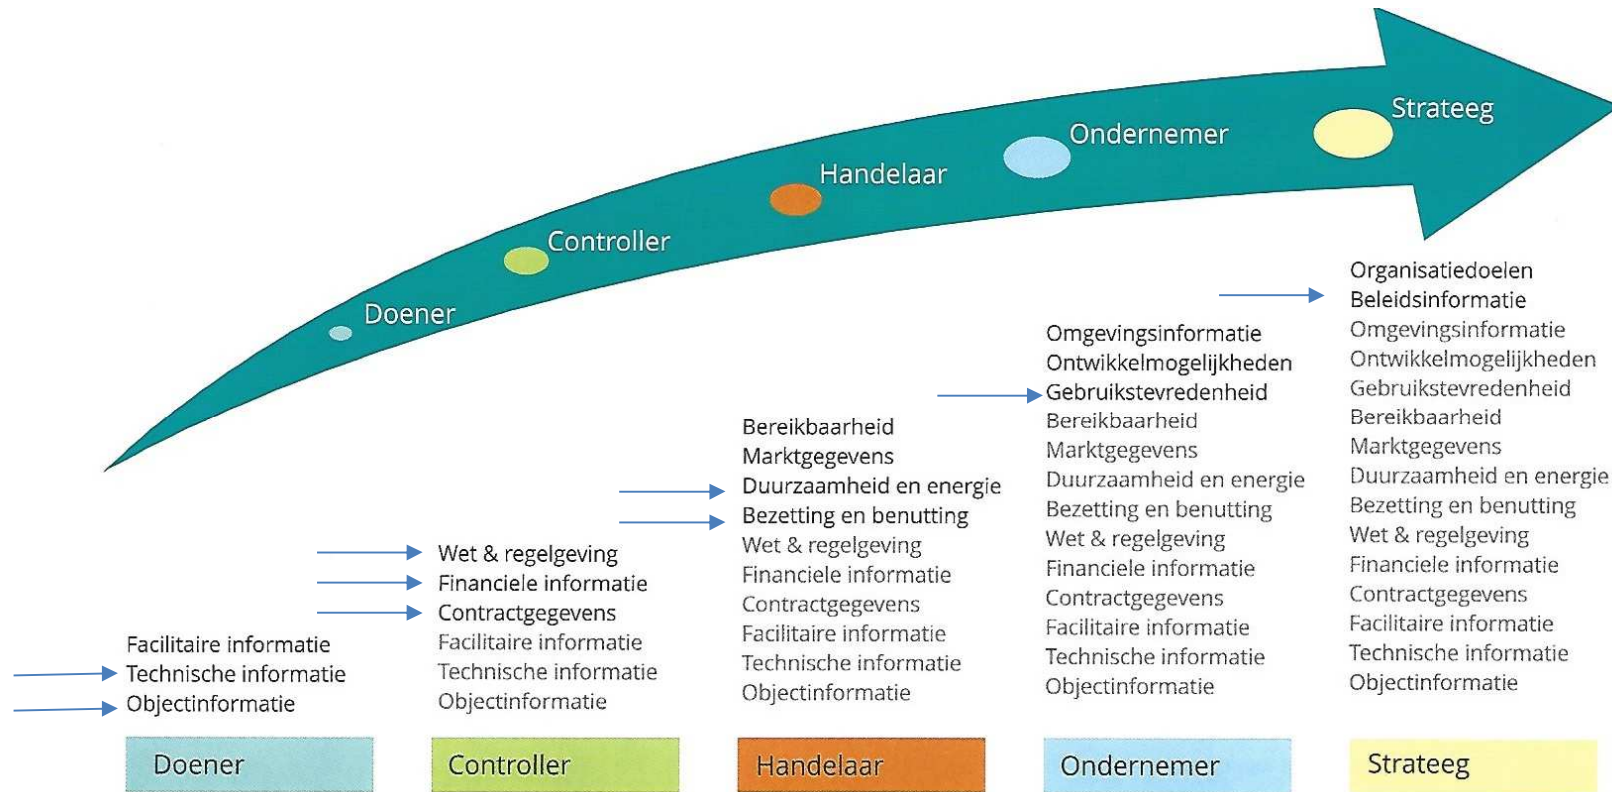 Strateeg
Ondernemer
Handelaar
Controller
Doener
Facilitaire informatie
Technische informatie
Objectinformatie
Doener
Wet & regelgeving
Financiele informatie
Contractgegevens
Facilitaire informatie
Technische informatie
Objectinformatie
Controller
Bereikbaarheid
Marktgegevens
Duurzaamheid en energie
Bezetting en benutting
Wet & regelgeving
Financiele informatie
Contractgegevens
Facilitaire informatie
Technische informatie
Objectinformatie
Handelaar
Omgevingsinformatie
Ontwikkelmogelijkheden
Gebruikstevredenheid
Bereikbaarheid
Marktgegevens
Duurzaamheid en energie
Bezetting en benutting
Wet & regelgeving
Financiele informatie
Contractgegevens
Facilitaire informatie
Technische informatie
Objectinformatie
Ondernemer
Organisatiedoelen
Beleidsinformatie
Omgevingsinformatie
Ontwikkelmogelijkheden
Gebruikstevredenheid
Bereikbaarheid
Marktgegevens
Duurzaamheid en energie
Bezetting en benutting
Wet & regelgeving
Financiele informatie
Contractgegevens
Facilitaire informatie
Technische informatie
Objectinformatie
Strateeg